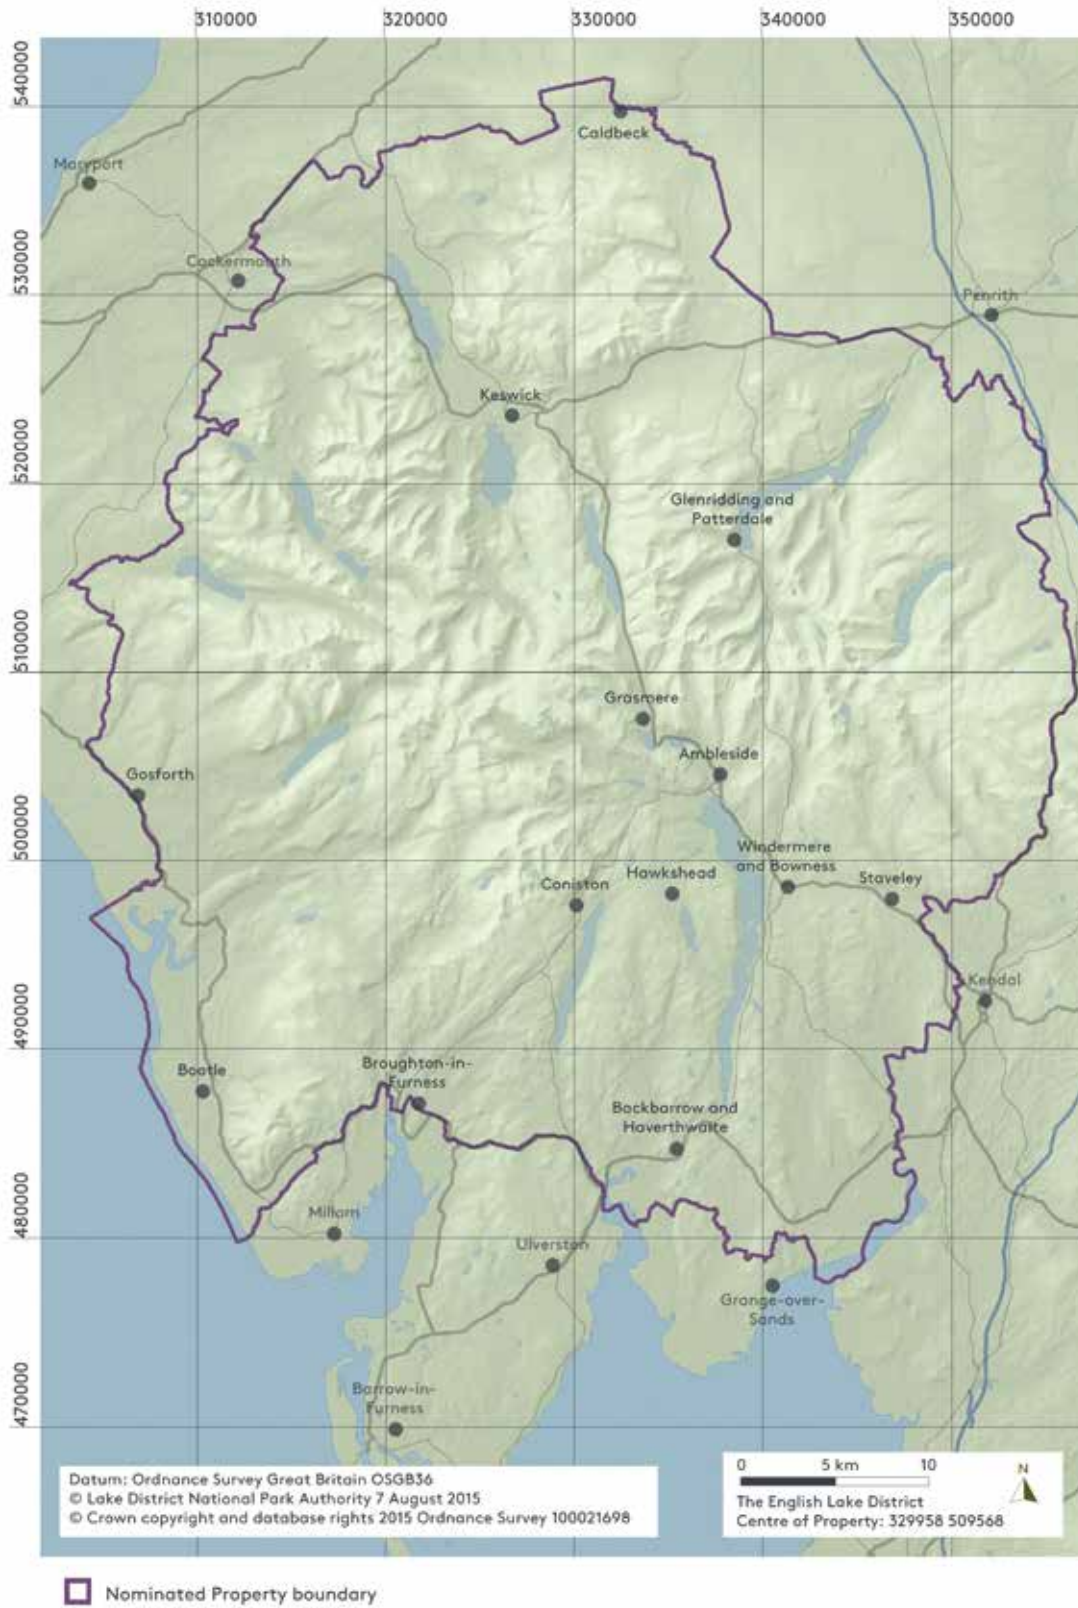 310000
320000
330000
340000
350000
540000
530000
520000
510000
500000
490000
480000
470000
Caldbeck
Maryport
Cockermouth
Penrith
Keswick
Glenridding and
Patterdale
Grasmere
Ambleside
Gosforth
Windermere
and Bowness
Hawkshead
Staveley
Coniston
Kendal
Bootle
Broughton-in-
Furness
Backbarrow and
Haverthwaite
Millom
Ulverston
Grange-over-
Sands
Barrow-in-
Furness
Datum: Ordnance Survey Great Britain OSGB36
© Lake District National Park Authority 7 August 2015
© Crown copyright and database rights 2015 Ordnance Survey 100021698
0 5 km 10
N
The English Lake District
Centre of Property: 329958 509568
Nominated Property boundary